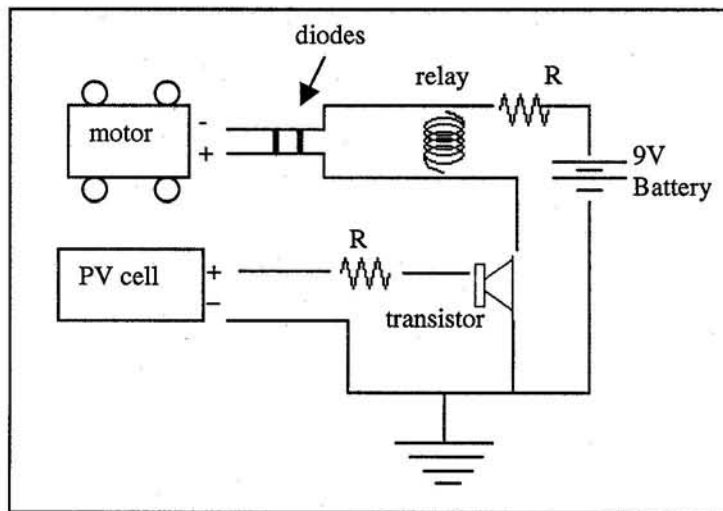 diodes
relay
R
motor
-
+
9V
Battery
R
PV cell
+
−
transistor